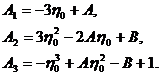 A₁ = −3η₀ + A,
A₂ = 3η₀² − 2Aη₀ + B,
A₃ = −η₀³ + Aη₀² − Bη₀ + 1.